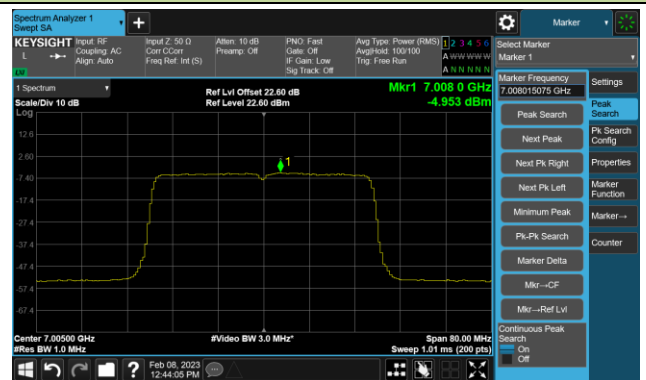 Spectrum Analyzer 1
Swept SA
Marker
KEYSIGHT
L
LW
Input: RF
Coupling: AC
Align: Auto
Input Z: 50 Ω
Corr CCorr
Freq Ref: Int (S)
Atten: 10 dB
Preamp: Off
PNO: Fast
Gate: Off
IF Gain: Low
Sig Track: Off
Avg Type: Power (RMS)
Avg|Hold: 100/100
Trig: Free Run
1 2 3 4 5 6
A W W W W W
A N N N N N
Select Marker
Marker 1
1 Spectrum
Scale/Div 10 dB
Log
Ref Lvl Offset 22.60 dB
Ref Level 22.60 dBm
Mkr1 7.008 0 GHz
-4.953 dBm
12.6
2.60
-7.40
-17.4
-27.4
-37.4
-47.4
-57.4
-67.4
1
Center 7.00500 GHz
#Res BW 1.0 MHz
#Video BW 3.0 MHz*
Span 80.00 MHz
Sweep 1.01 ms (200 pts)
Marker Frequency
7.008015075 GHz
Peak Search
Next Peak
Next Pk Right
Next Pk Left
Minimum Peak
Pk-Pk Search
Marker Delta
Mkr→CF
Mkr→Ref Lvl
Continuous Peak
Search
On
Off
Settings
Peak
Search
Pk Search
Config
Properties
Marker
Function
Marker→
Counter
?
Feb 08, 2023
12:44:05 PM